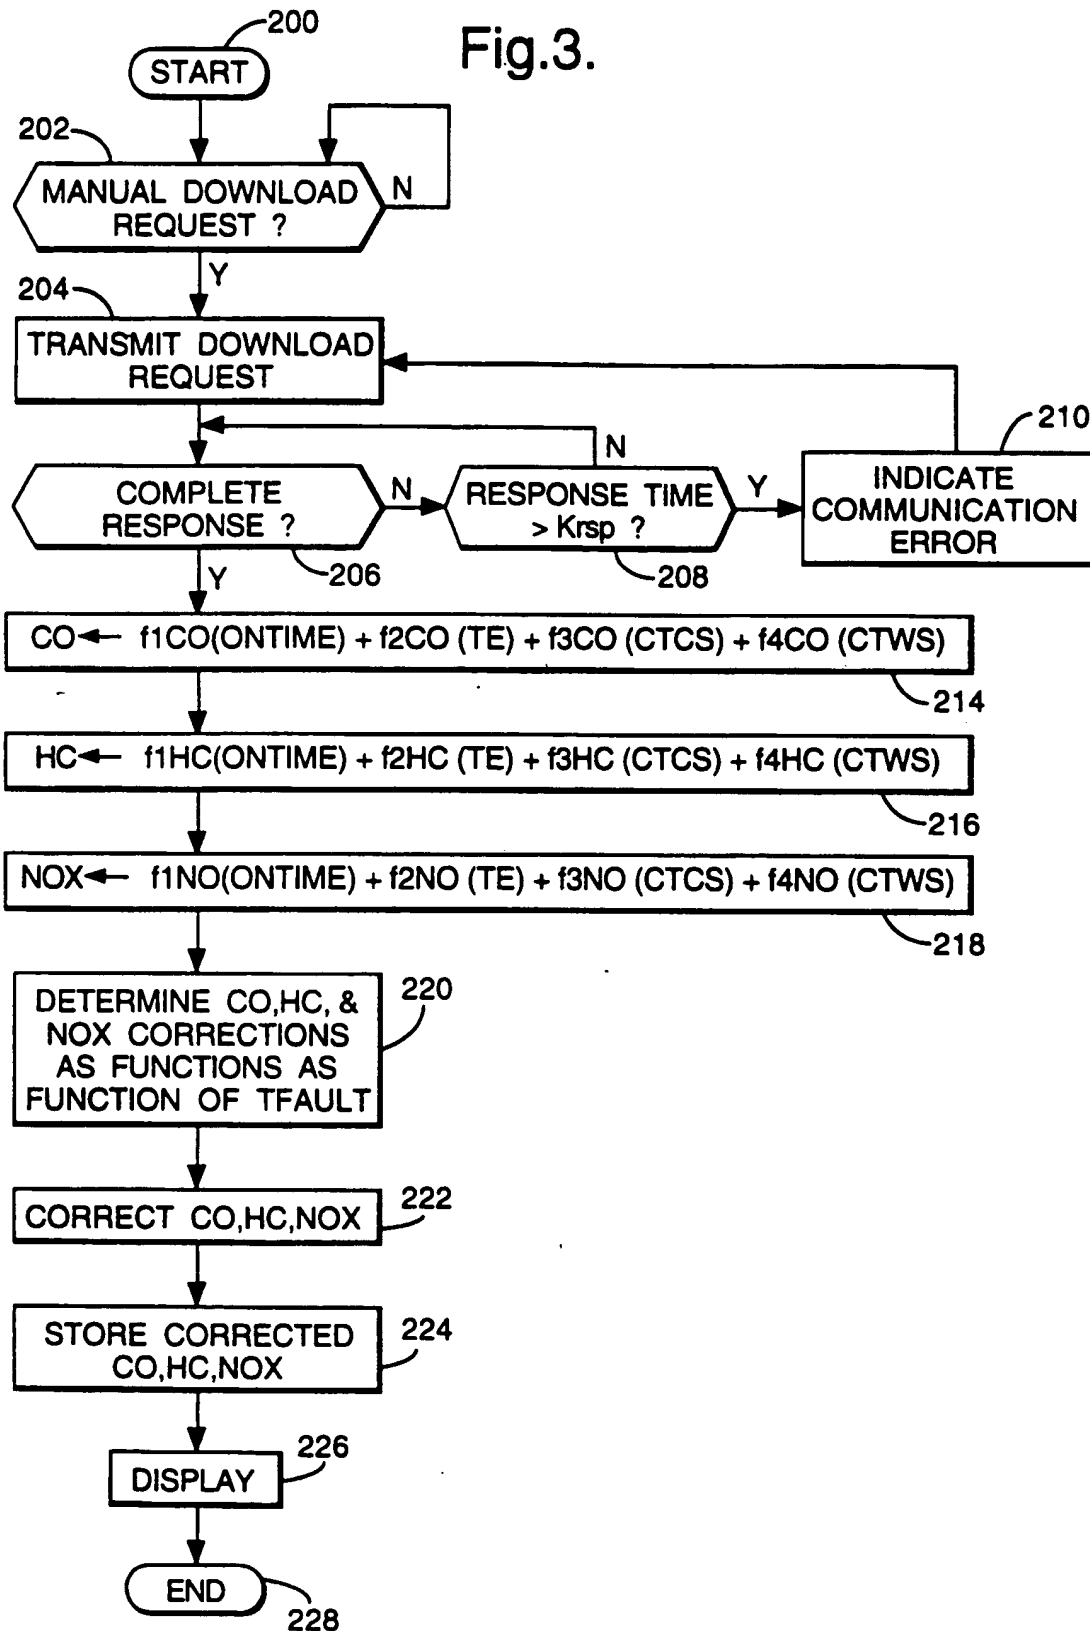 Fig.3.
200
START
202
MANUAL DOWNLOAD
REQUEST ?
N
Y
204
TRANSMIT DOWNLOAD
REQUEST
210
INDICATE
COMMUNICATION
ERROR
N
COMPLETE
RESPONSE ?
N
RESPONSE TIME
> Krsp ?
Y
206
208
Y
CO← f1CO(ONTIME) + f2CO (TE) + f3CO (CTCS) + f4CO (CTWS)
214
HC← f1HC(ONTIME) + f2HC (TE) + f3HC (CTCS) + f4HC (CTWS)
216
NOX← f1NO(ONTIME) + f2NO (TE) + f3NO (CTCS) + f4NO (CTWS)
218
220
DETERMINE CO,HC, &
NOX CORRECTIONS
AS FUNCTIONS AS
FUNCTION OF TFAULT
222
CORRECT CO,HC,NOX
224
STORE CORRECTED
CO,HC,NOX
226
DISPLAY
END
228